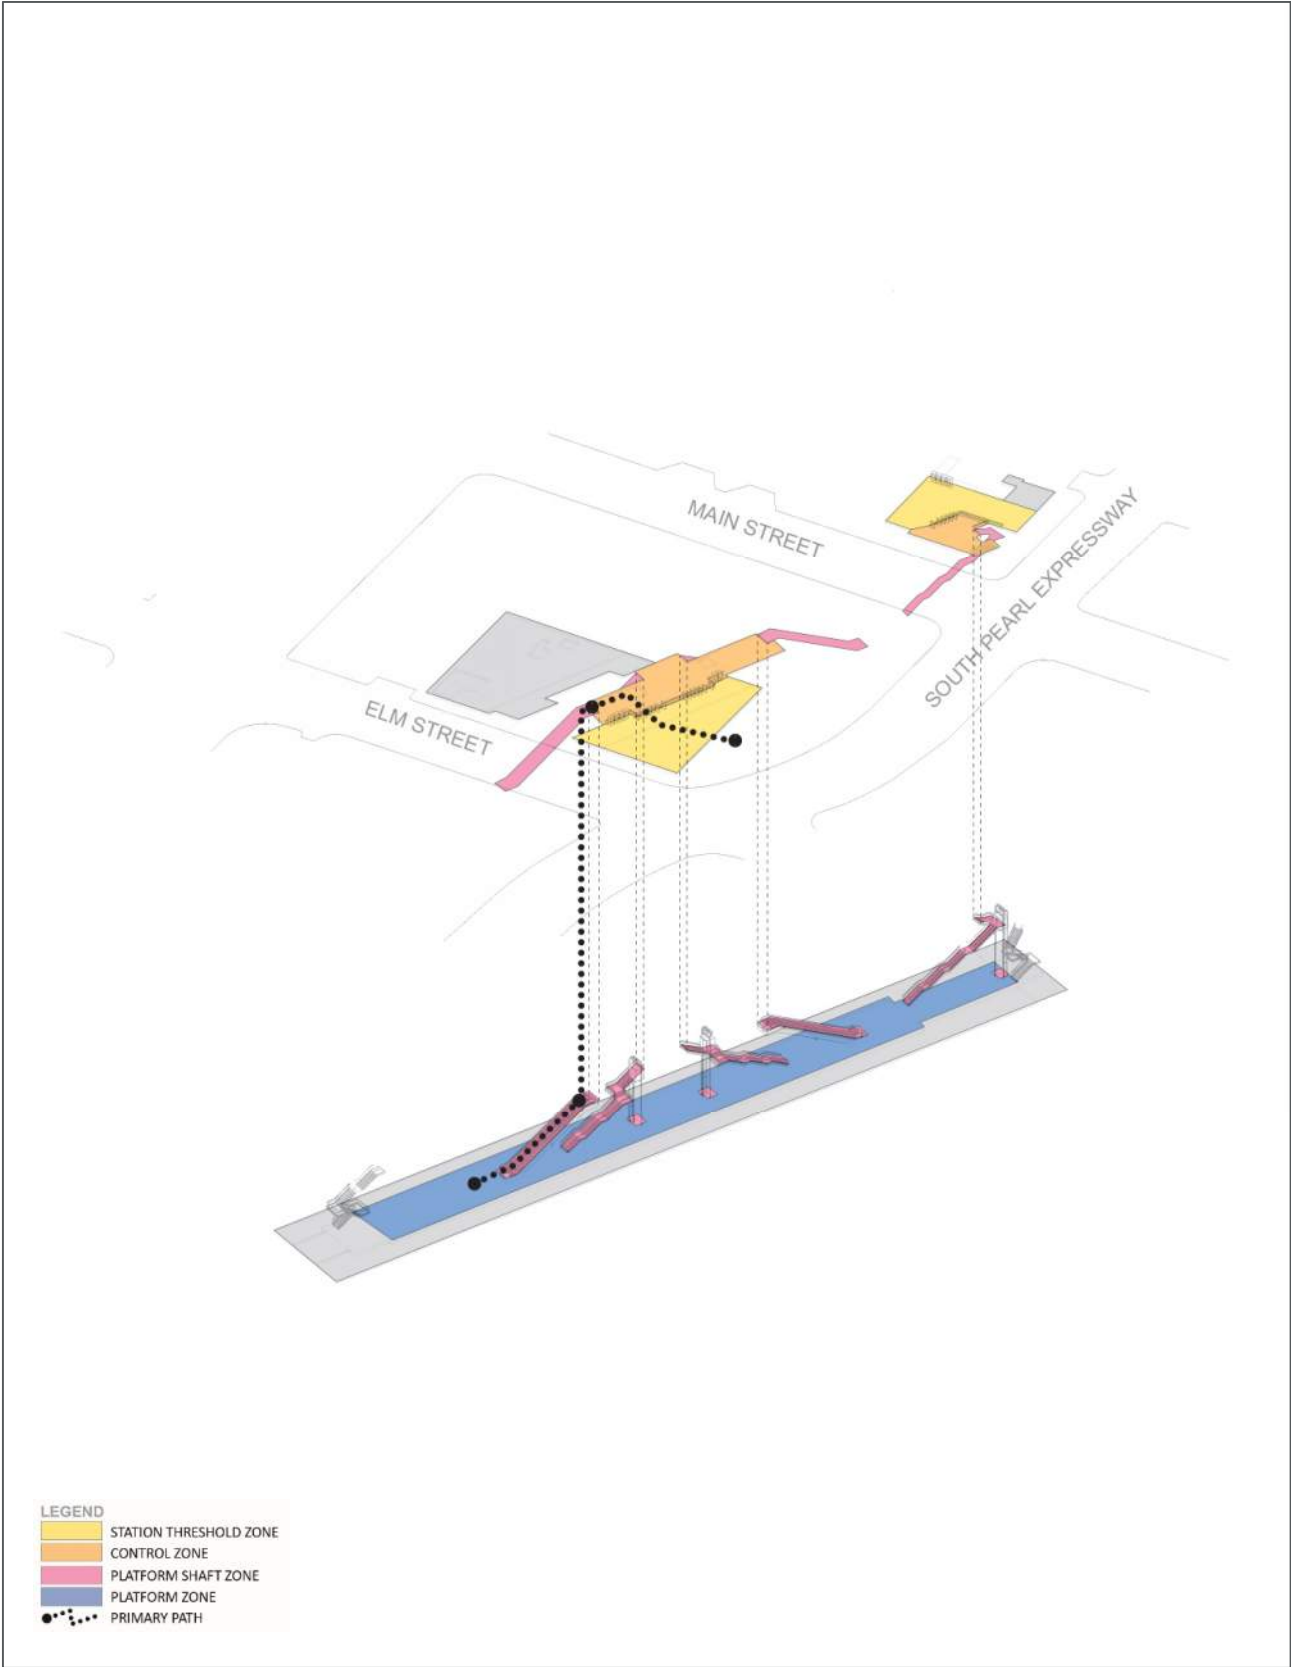 MAIN STREET
SOUTH PEARL EXPRESSWAY
ELM STREET
LEGEND
STATION THRESHOLD ZONE
CONTROL ZONE
PLATFORM SHAFT ZONE
PLATFORM ZONE
PRIMARY PATH